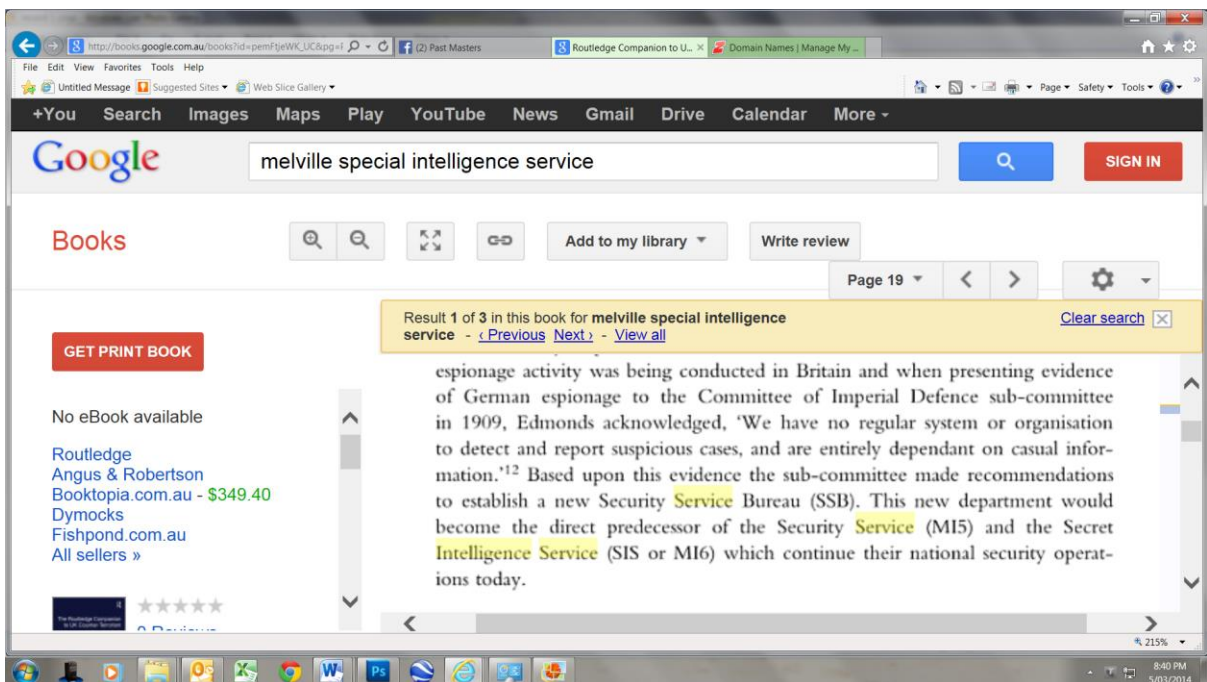 http://books.google.com.au/books?id=pemFtjeWK_UC&pg=
(2) Past Masters
Routledge Companion to U...
Domain Names | Manage My ...
File Edit View Favorites Tools Help
Untitled Message Suggested Sites Web Slice Gallery
Page Safety Tools
+You Search Images Maps Play YouTube News Gmail Drive Calendar More
Google
melville special intelligence service
SIGN IN
Books
Add to my library
Write review
Page 19
Result 1 of 3 in this book for melville special intelligence
service - ‹ Previous Next › - View all
Clear search
GET PRINT BOOK
No eBook available
Routledge
Angus & Robertson
Booktopia.com.au - $349.40
Dymocks
Fishpond.com.au
All sellers »
espionage activity was being conducted in Britain and when presenting evidence
of German espionage to the Committee of Imperial Defence sub-committee
in 1909, Edmonds acknowledged, 'We have no regular system or organisation
to detect and report suspicious cases, and are entirely dependant on casual infor-
mation.'12 Based upon this evidence the sub-committee made recommendations
to establish a new Security Service Bureau (SSB). This new department would
become the direct predecessor of the Security Service (MI5) and the Secret
Intelligence Service (SIS or MI6) which continue their national security operat-
ions today.
215%
8:40 PM
5/03/2014